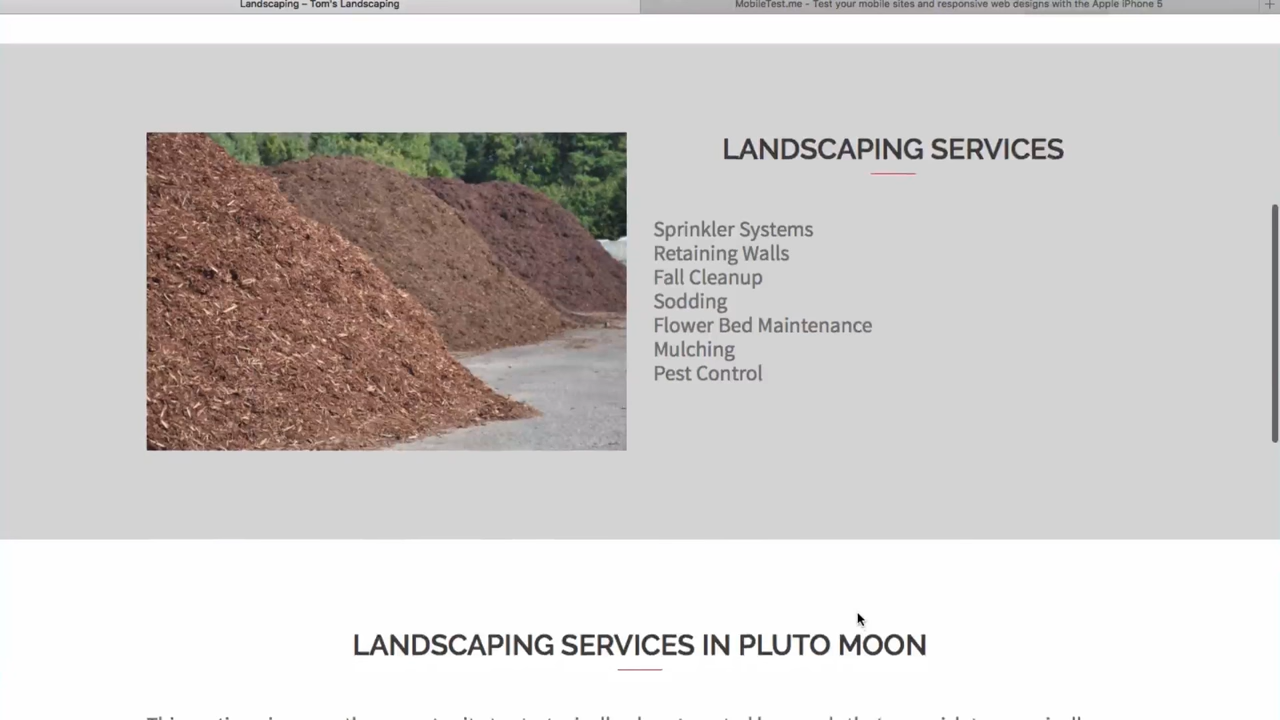 Landscaping – Tom's Landscaping
MobileTest.me - Test your mobile sites and responsive web designs with the Apple iPhone 5
LANDSCAPING SERVICES
Sprinkler Systems
Retaining Walls
Fall Cleanup
Sodding
Flower Bed Maintenance
Mulching
Pest Control
LANDSCAPING SERVICES IN PLUTO MOON